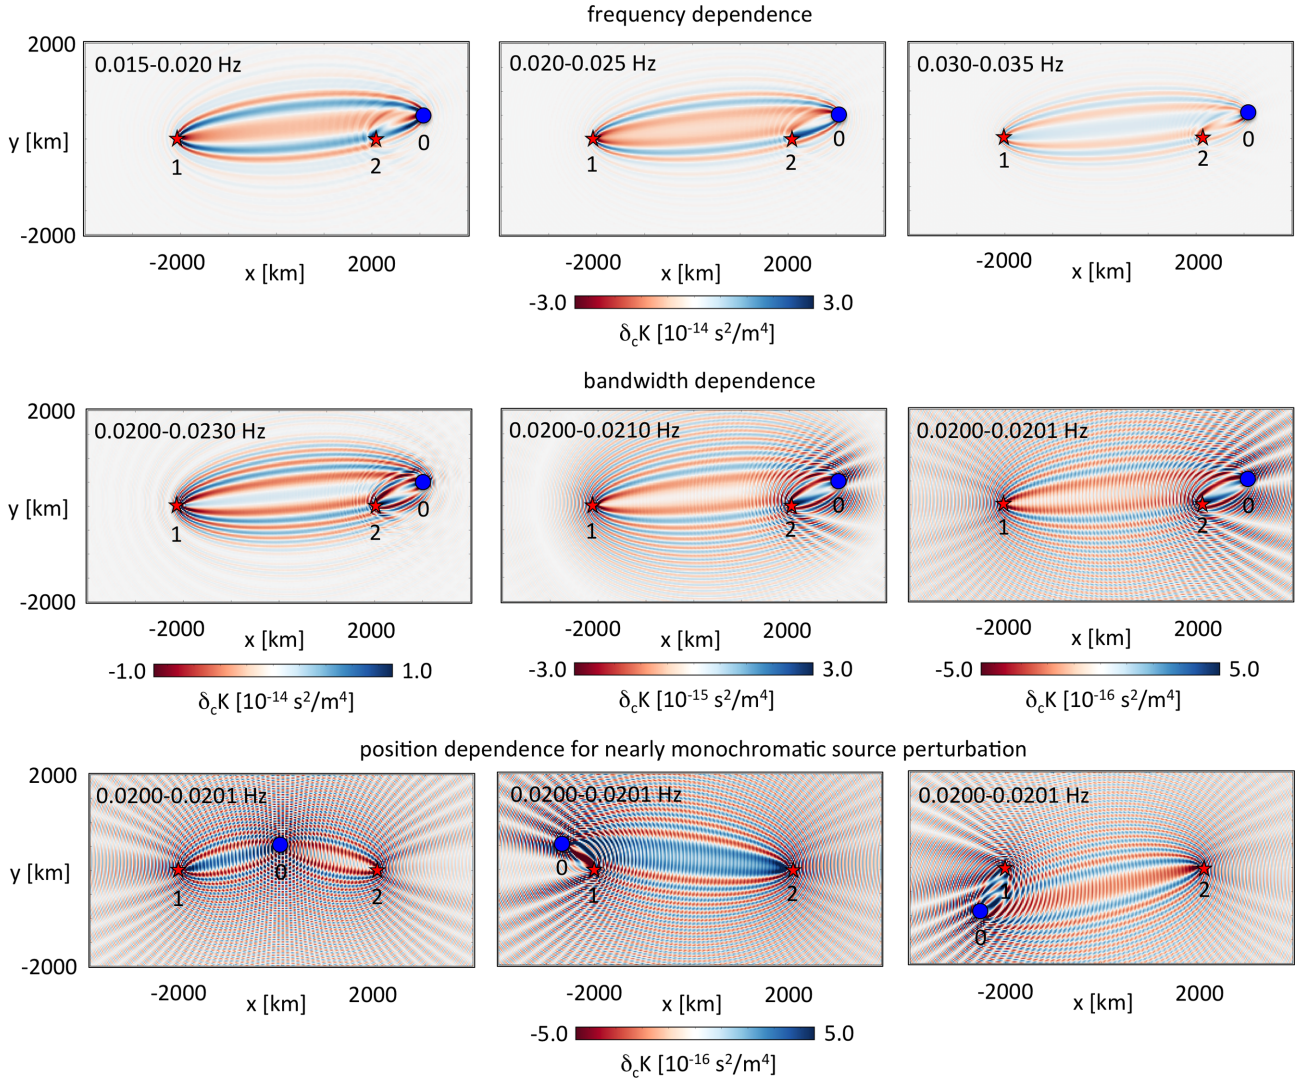 frequency dependence
2000
0.015-0.020 Hz
0.020-0.025 Hz
0.030-0.035 Hz
y [km]
1
2
0
1
2
0
1
2
0
-2000
-2000
2000
-2000
2000
-2000
2000
x [km]
x [km]
x [km]
-3.0
3.0
δcK [10-14 s2/m4]
bandwidth dependence
2000
0.0200-0.0230 Hz
0.0200-0.0210 Hz
0.0200-0.0201 Hz
y [km]
1
2
0
1
2
0
1
2
0
-2000
-2000
2000
-2000
2000
-2000
2000
x [km]
x [km]
x [km]
-1.0
1.0
-3.0
3.0
-5.0
5.0
δcK [10-14 s2/m4]
δcK [10-15 s2/m4]
δcK [10-16 s2/m4]
position dependence for nearly monochromatic source perturbation
2000
0.0200-0.0201 Hz
0.0200-0.0201 Hz
0.0200-0.0201 Hz
y [km]
1
0
2
0
1
2
1
0
2
-2000
-2000
2000
-2000
2000
-2000
2000
x [km]
x [km]
x [km]
-5.0
5.0
δcK [10-16 s2/m4]